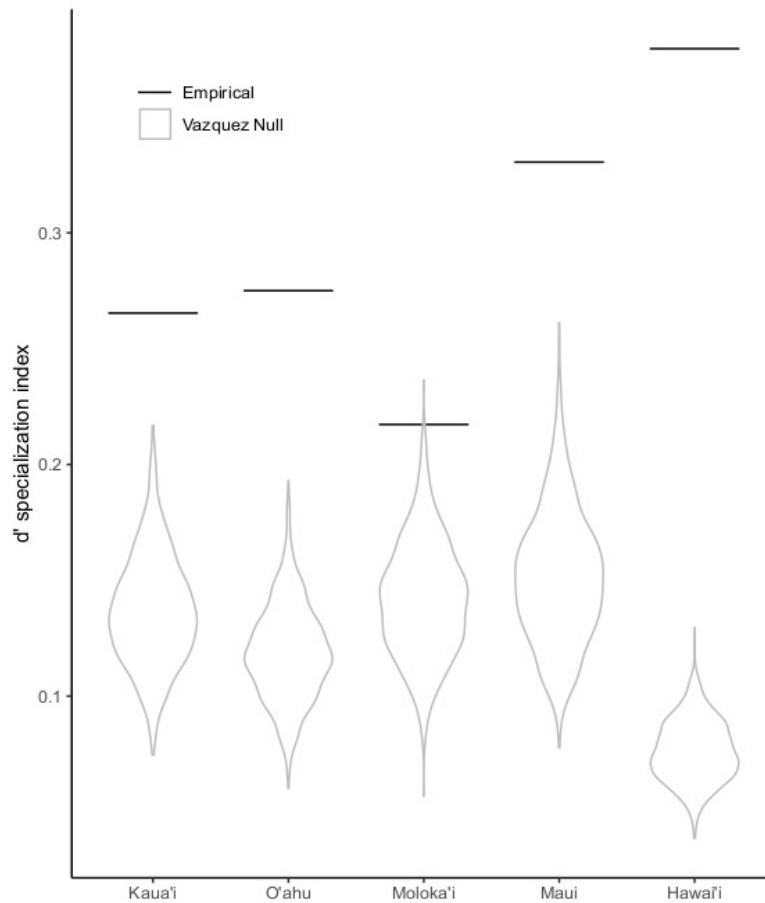 Empirical
Vazquez Null
d' specialization index
0.3
0.2
0.1
Kaua'i
O'ahu
Moloka'i
Maui
Hawai'i